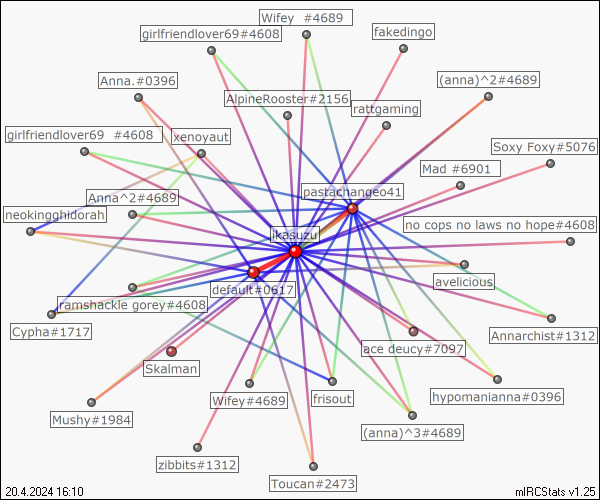 Wifey  #4689
girlfriendlover69#4608
fakedingo
Anna.#0396
(anna)^2#4689
AlpineRooster#2156
rattgaming
girlfriendlover69  #4608
xenoyaut
Soxy Foxy#5076
Mad #6901
Anna^2#4689
pastachange041
neokingghidorah
no cops no laws no hope#4608
ikasuzu
avelicious
default#0617
ramshackle gorey#4608
Cypha#1717
Annarchist#1312
ace deucy#7097
Skalman
Wifey#4689
frisout
hypomanianna#0396
Mushy#1984
(anna)^3#4689
zibbits#1312
Toucan#2473
20.4.2024 16:10
mIRCStats v1.25